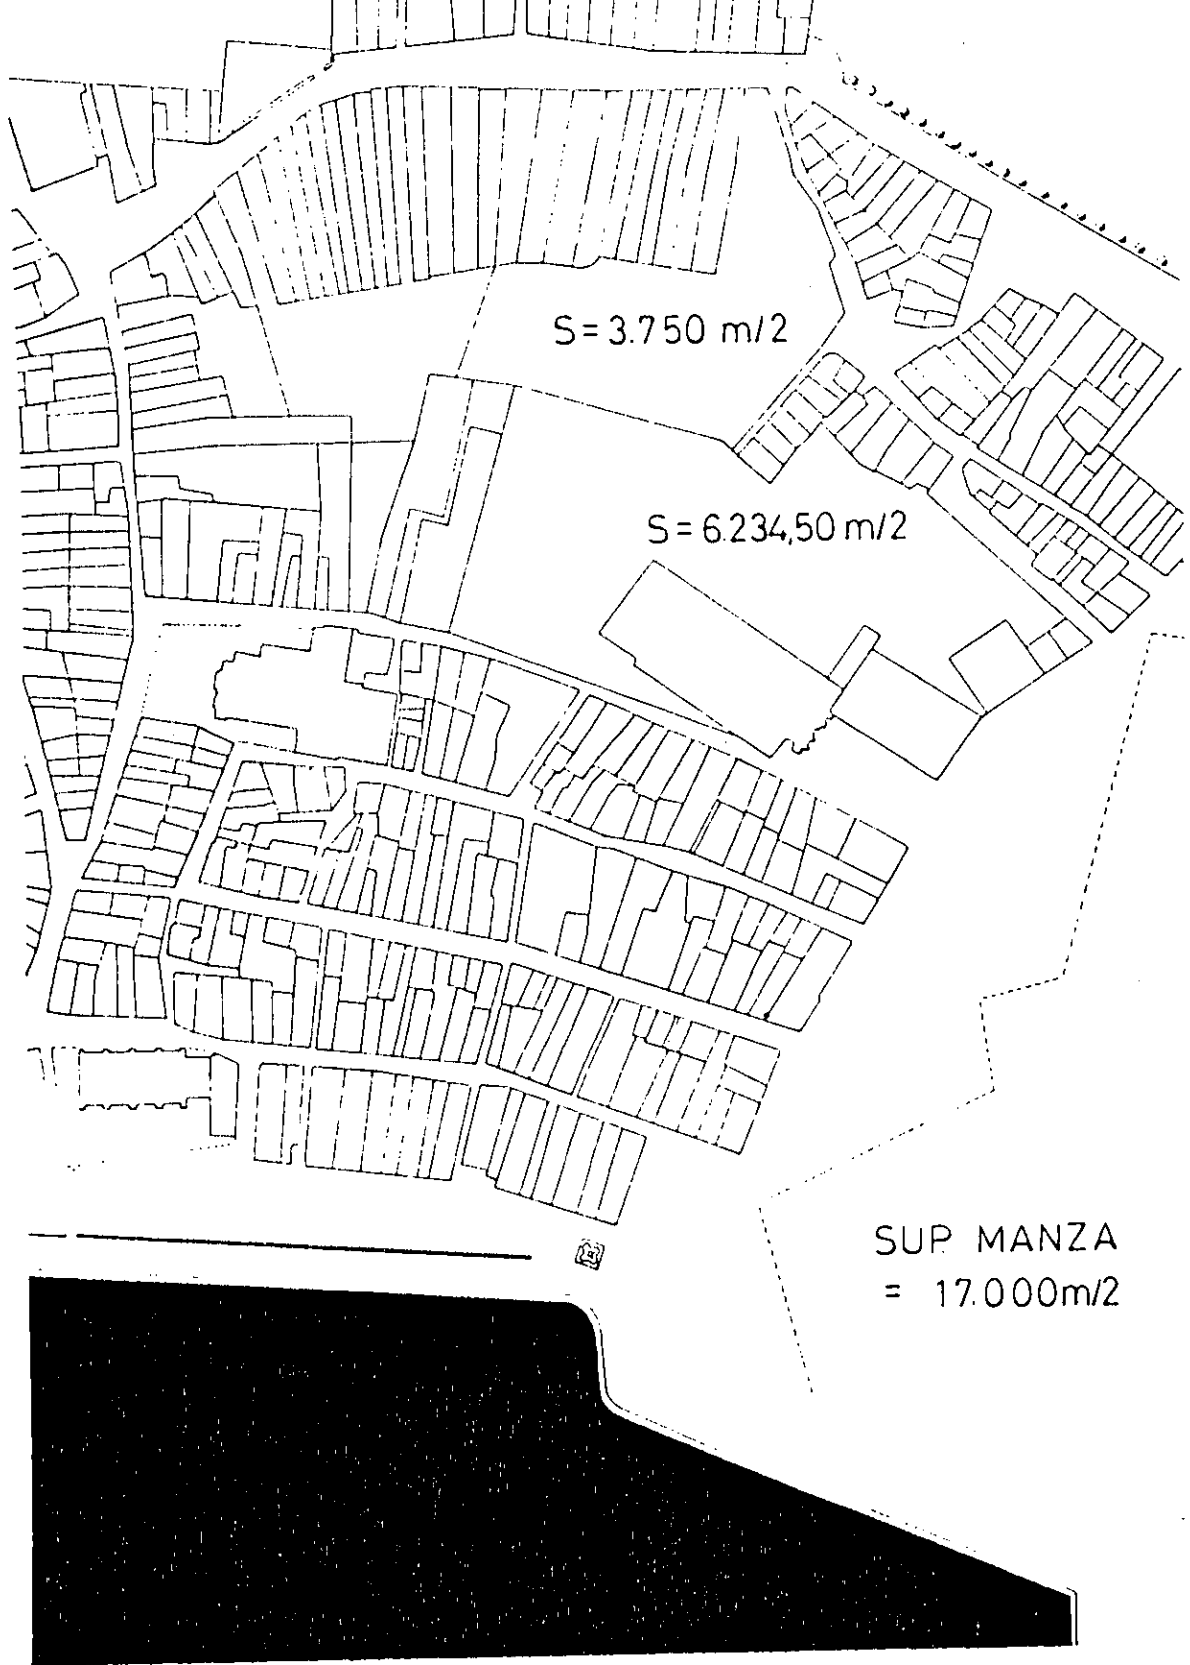 S= 3.750 m/2
S= 6.234,50 m/2
SUP. MANZA
= 17.000m/2